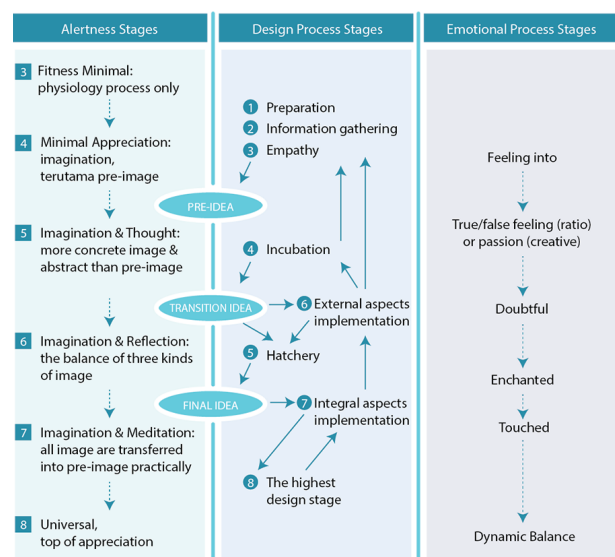 Alertness Stages
Design Process Stages
Emotional Process Stages
3 Fitness Minimal:
physiology process only
4 Minimal Appreciation:
imagination,
terutama pre-image
5 Imagination & Thought:
more concrete image &
abstract than pre-image
6 Imagination & Reflection:
the balance of three kinds
of image
7 Imagination & Meditation:
all image are transferred
into pre-image practically
8 Universal,
top of appreciation
1 Preparation
2 Information gathering
3 Empathy
PRE-IDEA
4 Incubation
TRANSITION IDEA
6 External aspects
implementation
5 Hatchery
FINAL IDEA
7 Integral aspects
implementation
8 The highest
design stage
Feeling into
True/false feeling (ratio)
or passion (creative)
Doubtful
Enchanted
Touched
Dynamic Balance